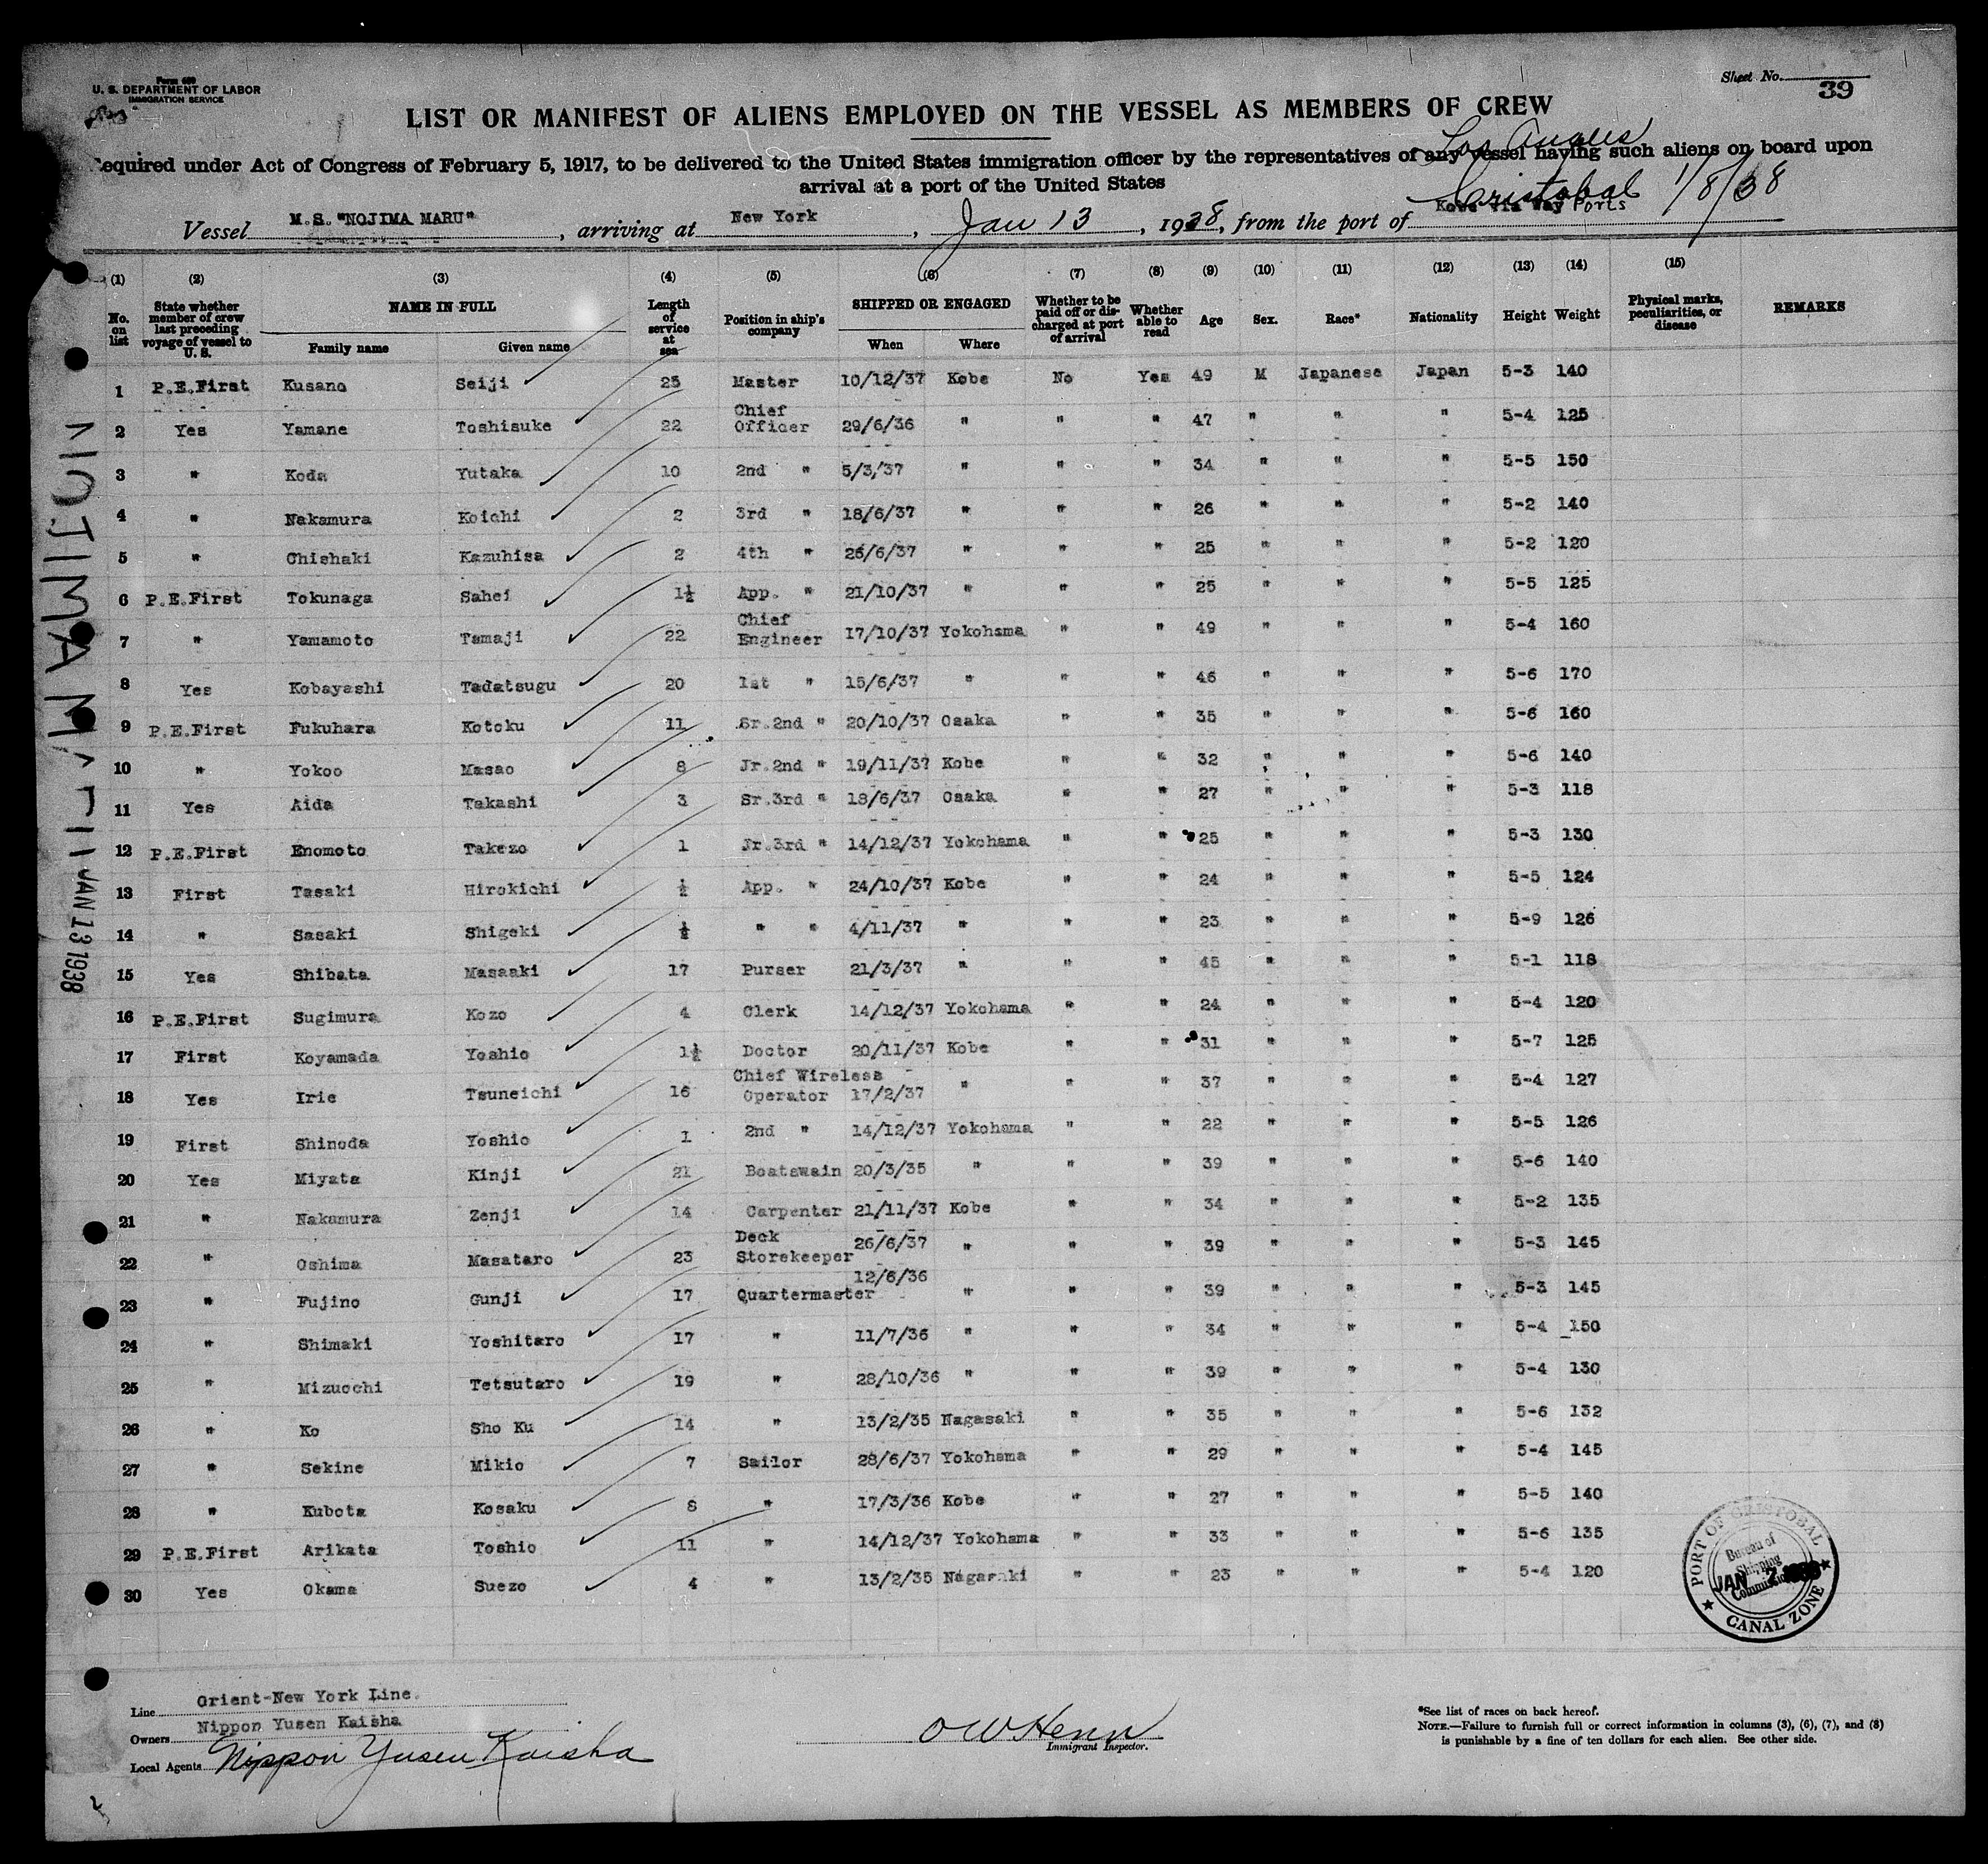 Form 689
U. S. DEPARTMENT OF LABOR
IMMIGRATION SERVICE
Sheet No.
39
LIST OR MANIFEST OF ALIENS EMPLOYED ON THE VESSEL AS MEMBERS OF CREW
Los Angeles
equired under Act of Congress of February 5, 1917, to be delivered to the United States immigration officer by the representatives of any vessel having such aliens on board upon
arrival at a port of the United States
Cristobal 1/8/38
Vessel M.S. "NOJIMA MARU", arriving at New York, Jan 13, 1938, from the port of Kobe via Way Ports
(1) (2) (3) (4) (5) (6) (7) (8) (9) (10) (11) (12) (13) (14) (15)
No. on list
State whether member of crew last preceding voyage of vessel to U. S.
NAME IN FULL
Family name Given name
Length of service at sea
Position in ship's company
SHIPPED OR ENGAGED
When Where
Whether to be paid off or discharged at port of arrival
Whether able to read
Age Sex. Race* Nationality Height Weight
Physical marks, peculiarities, or disease
REMARKS
1 P.E.First Kusano Seiji 25 Master 10/12/37 Kobe No Yes 49 M Japanese Japan 5-3 140
2 Yes Yamane Toshisuke 22 Chief Officer 29/6/36 " " " 47 " " " 5-4 125
3 " Koda Yutaka 10 2nd " 5/3/37 " " " 34 " " " 5-5 150
4 " Nakamura Koichi 2 3rd " 18/6/37 " " " 26 " " " 5-2 140
5 " Chishaki Kazuhisa 2 4th " 26/6/37 " " " 25 " " " 5-2 120
6 P.E.First Tokunaga Sahei 1½ App. " 21/10/37 " " " 25 " " " 5-5 125
7 " Yamamoto Tamaji 22 Chief Engineer 17/10/37 Yokohama " " 49 " " " 5-4 160
8 Yes Kobayashi Tadatsugu 20 1st " 15/6/37 " " " 46 " " " 5-6 170
9 P.E.First Fukuhara Kotoku 11 Sr.2nd " 20/10/37 Osaka " " 35 " " " 5-6 160
10 " Yokoo Masao 8 Jr.2nd " 19/11/37 Kobe " " 32 " " " 5-6 140
11 Yes Aida Takashi 3 Sr.3rd " 18/6/37 Osaka " " 27 " " " 5-3 118
12 P.E.First Enomoto Takezo 1 Jr.3rd " 14/12/37 Yokohama " " 25 " " " 5-3 130
13 First Tasaki Hirokichi ½ App. " 24/10/37 Kobe " " 24 " " " 5-5 124
14 " Sasaki Shigeki ½ " " 4/11/37 " " " 23 " " " 5-9 126
15 Yes Shibata Masaaki 17 Purser 21/3/37 " " " 45 " " " 5-1 118
16 P.E.First Sugimura Kozo 4 Clerk 14/12/37 Yokohama " " 24 " " " 5-4 120
17 First Koyamada Yoshio 1½ Doctor 20/11/37 Kobe " " 31 " " " 5-7 125
18 Yes Irie Tsuneichi 16 Chief Wireless Operator 17/2/37 " " " 37 " " " 5-4 127
19 First Shinoda Yoshio 1 2nd " 14/12/37 Yokohama " " 22 " " " 5-5 126
20 Yes Miyata Kinji 21 Boatswain 20/3/35 " " " 39 " " " 5-6 140
21 " Nakamura Zenji 14 Carpenter 21/11/37 Kobe " " 34 " " " 5-2 135
22 " Oshima Masataro 23 Deck Storekeeper 26/6/37 " " " 39 " " " 5-3 145
23 " Fujino Gunji 17 Quartermaster 12/6/36 " " " 39 " " " 5-3 145
24 " Shimaki Yoshitaro 17 " 11/7/36 " " " 34 " " " 5-4 150
25 " Mizuochi Tetsutaro 19 " 28/10/36 " " " 39 " " " 5-4 130
26 " Ko Sho Ku 14 " 13/2/35 Nagasaki " " 35 " " " 5-6 132
27 " Sekine Mikio 7 Sailor 28/6/37 Yokohama " " 29 " " " 5-4 145
28 " Kubota Kosaku 8 " 17/3/36 Kobe " " 27 " " " 5-5 140
29 P.E.First Arikata Toshio 11 " 14/12/37 Yokohama " " 33 " " " 5-6 135
30 Yes Okama Suezo 4 " 13/2/35 Nagasaki " " 23 " " " 5-4 120
NOJIMA M
JAN 13 1938
PORT OF CRISTOBAL
Bureau of Shipping Commissioner
JAN
CANAL ZONE
Line Orient-New York Line.
Owners Nippon Yusen Kaisha
Local Agents Nippon Yusen Kaisha
O W Henn
Immigrant Inspector.
*See list of races on back hereof.
NOTE.—Failure to furnish full or correct information in columns (3), (6), (7), and (8)
is punishable by a fine of ten dollars for each alien. See other side.